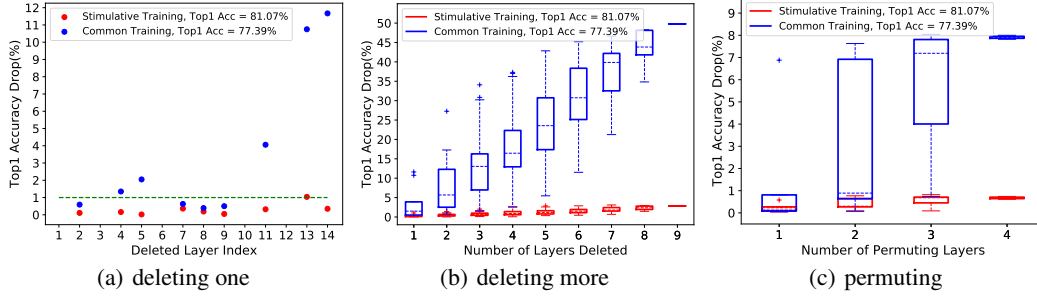 Stimulative Training, Top1 Acc = 81.07%
Common Training, Top1 Acc = 77.39%
Top1 Accuracy Drop(%)
12
11
10
9
8
7
6
5
4
3
2
1
0
1 2 3 4 5 6 7 8 9 10 11 12 13 14
Deleted Layer Index
(a) deleting one
Stimulative Training, Top1 Acc = 81.07%
Common Training, Top1 Acc = 77.39%
Top1 Accuracy Drop(%)
50
45
40
35
30
25
20
15
10
5
0
1 2 3 4 5 6 7 8 9
Number of Layers Deleted
(b) deleting more
Stimulative Training, Top1 Acc = 81.07%
Common Training, Top1 Acc = 77.39%
Top1 Accuracy Drop(%)
9
8
7
6
5
4
3
2
1
0
1 2 3 4
Number of Permuting Layers
(c) permuting